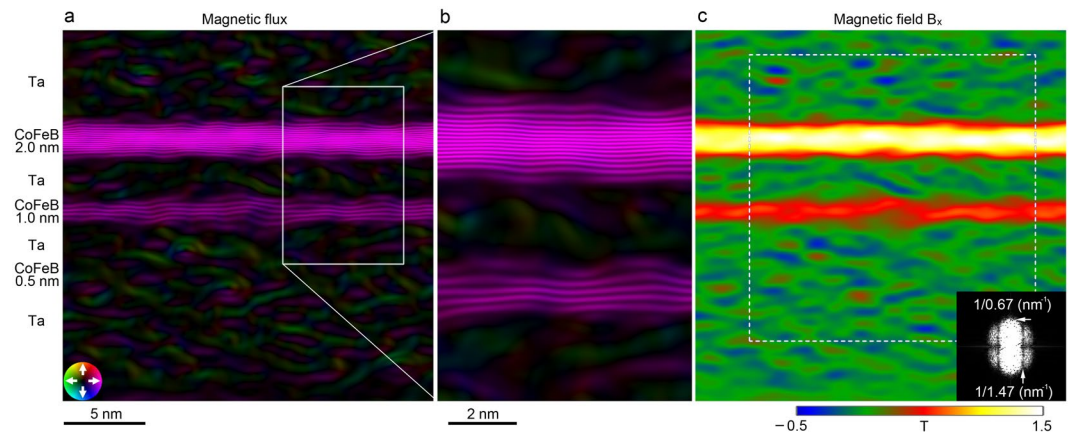 a
Magnetic flux
b
c
Magnetic field Bₓ
Ta
CoFeB
2.0 nm
Ta
CoFeB
1.0 nm
Ta
CoFeB
0.5 nm
Ta
5 nm
2 nm
1/0.67 (nm⁻¹)
1/1.47 (nm⁻¹)
−0.5
T
1.5